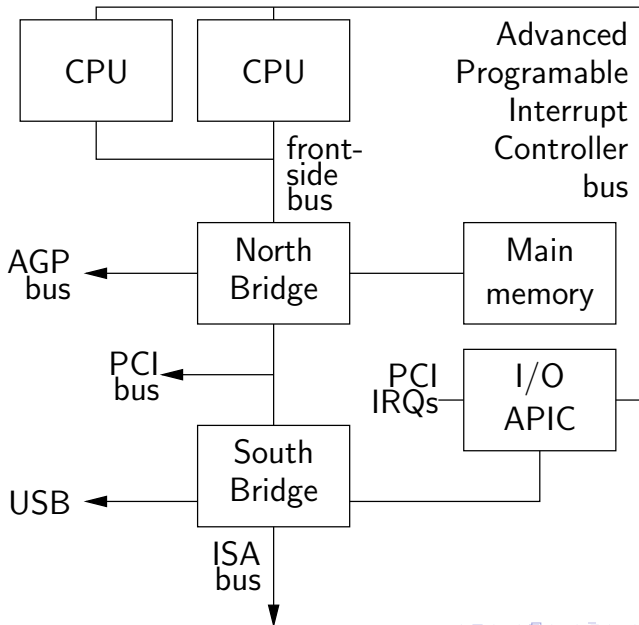 CPU
CPU
Advanced
Programable
Interrupt
Controller
bus
front-
side
bus
AGP
bus
North
Bridge
Main
memory
PCI
bus
PCI
IRQs
I/O
APIC
South
Bridge
USB
ISA
bus